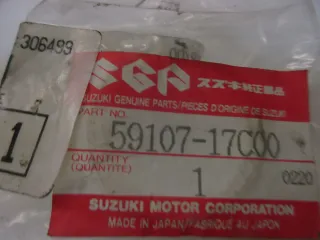 306493
SGP スズキ純正部品
SUZUKI GENUINE PARTS/PIECES D'ORIGINE DE SUZUKI
PART NO.
59107-17C00
1
QUANTITY
(QUANTITE)
1
0220
SUZUKI MOTOR CORPORATION
MADE IN JAPAN/FABRIQUE AU JAPON